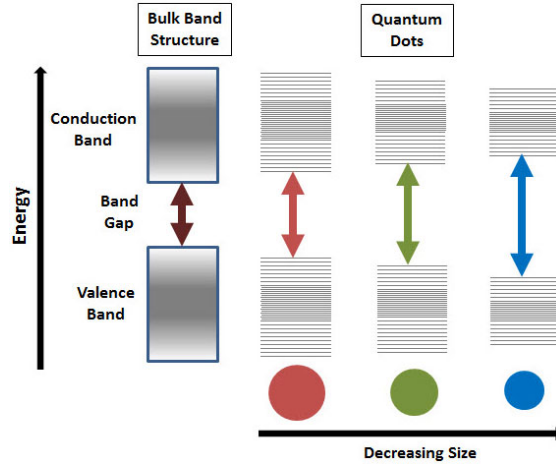 Bulk Band
Structure
Quantum
Dots
Conduction
Band
Band
Gap
Valence
Band
Energy
Decreasing Size